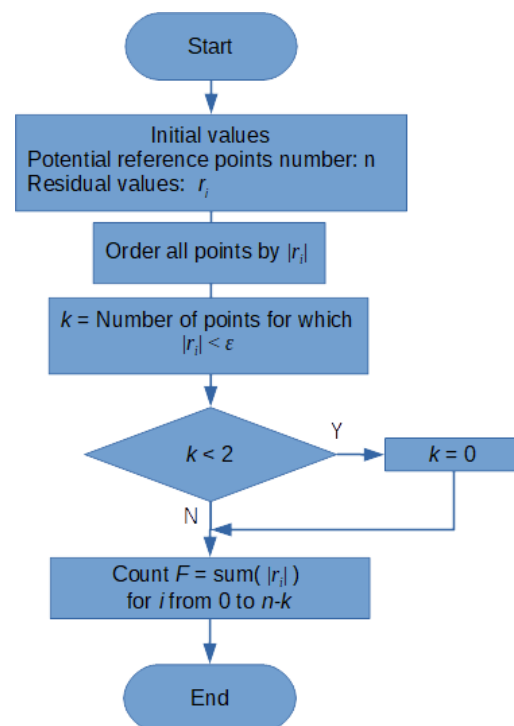 Start
Initial values
Potential reference points number: n
Residual values: rᵢ
Order all points by |rᵢ|
k = Number of points for which
|rᵢ| < ε
k < 2
Y
k = 0
N
Count F = sum( |rᵢ| )
for i from 0 to n-k
End